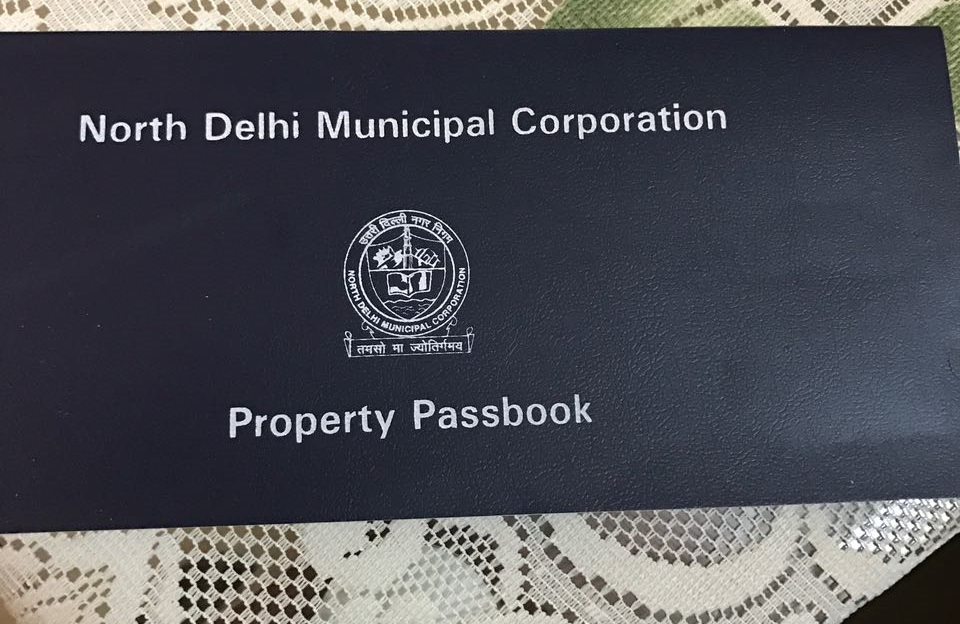 North Delhi Municipal Corporation
उत्तरी दिल्ली नगर निगम
NORTH DELHI MUNICIPAL CORPORATION
तमसो मा ज्योतिर्गमय
Property Passbook